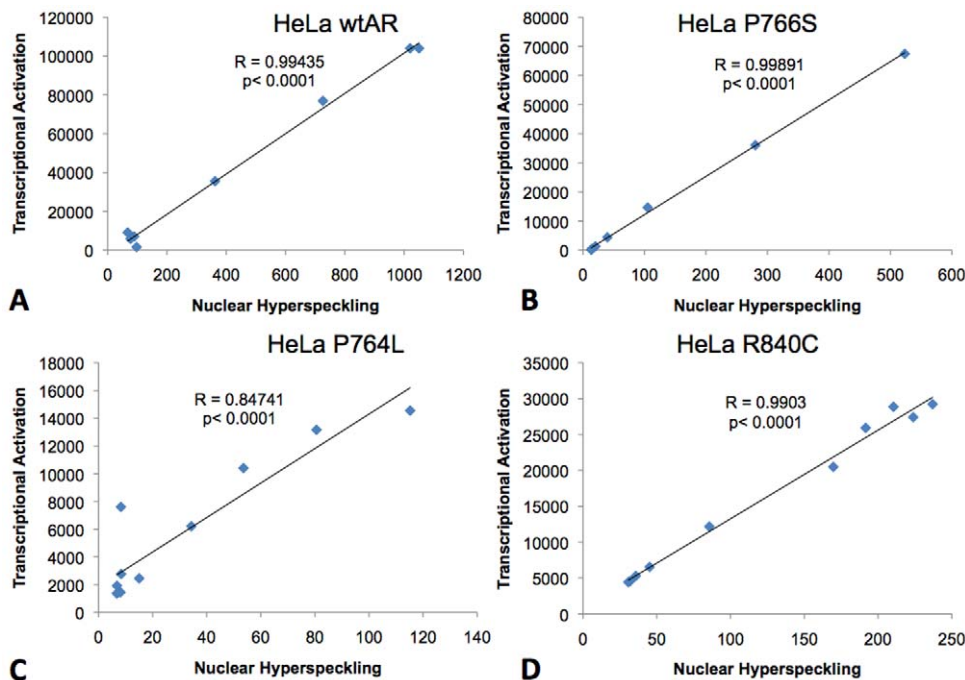 HeLa wtAR
R = 0.99435
p< 0.0001
Transcriptional Activation
120000
100000
80000
60000
40000
20000
0
0 200 400 600 800 1000 1200
Nuclear Hyperspeckling
A
HeLa P766S
R = 0.99891
p< 0.0001
Transcriptional Activation
80000
70000
60000
50000
40000
30000
20000
10000
0
0 100 200 300 400 500 600
Nuclear Hyperspeckling
B
HeLa P764L
R = 0.84741
p< 0.0001
Transcriptional Activation
18000
16000
14000
12000
10000
8000
6000
4000
2000
0
0 20 40 60 80 100 120 140
Nuclear Hyperspeckling
C
HeLa R840C
R = 0.9903
p< 0.0001
Transcriptional Activation
35000
30000
25000
20000
15000
10000
5000
0
0 50 100 150 200 250
Nuclear Hyperspeckling
D